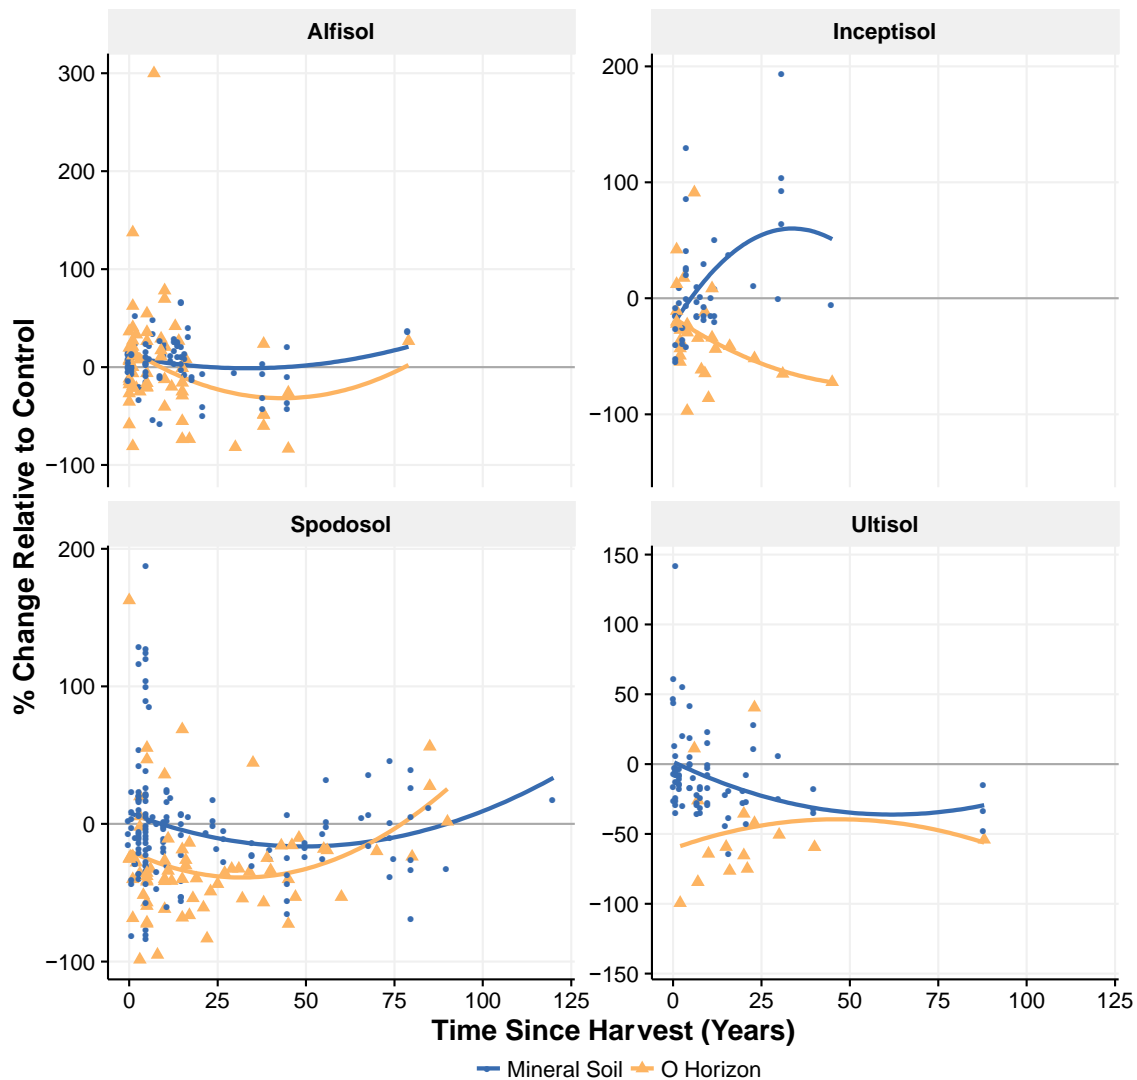 Alfisol
Inceptisol
300
200
100
0
−100
200
100
0
−100
% Change Relative to Control
Spodosol
Ultisol
200
100
0
−100
150
100
50
0
−50
−100
−150
0 25 50 75 100 125
0 25 50 75 100 125
Time Since Harvest (Years)
Mineral Soil O Horizon